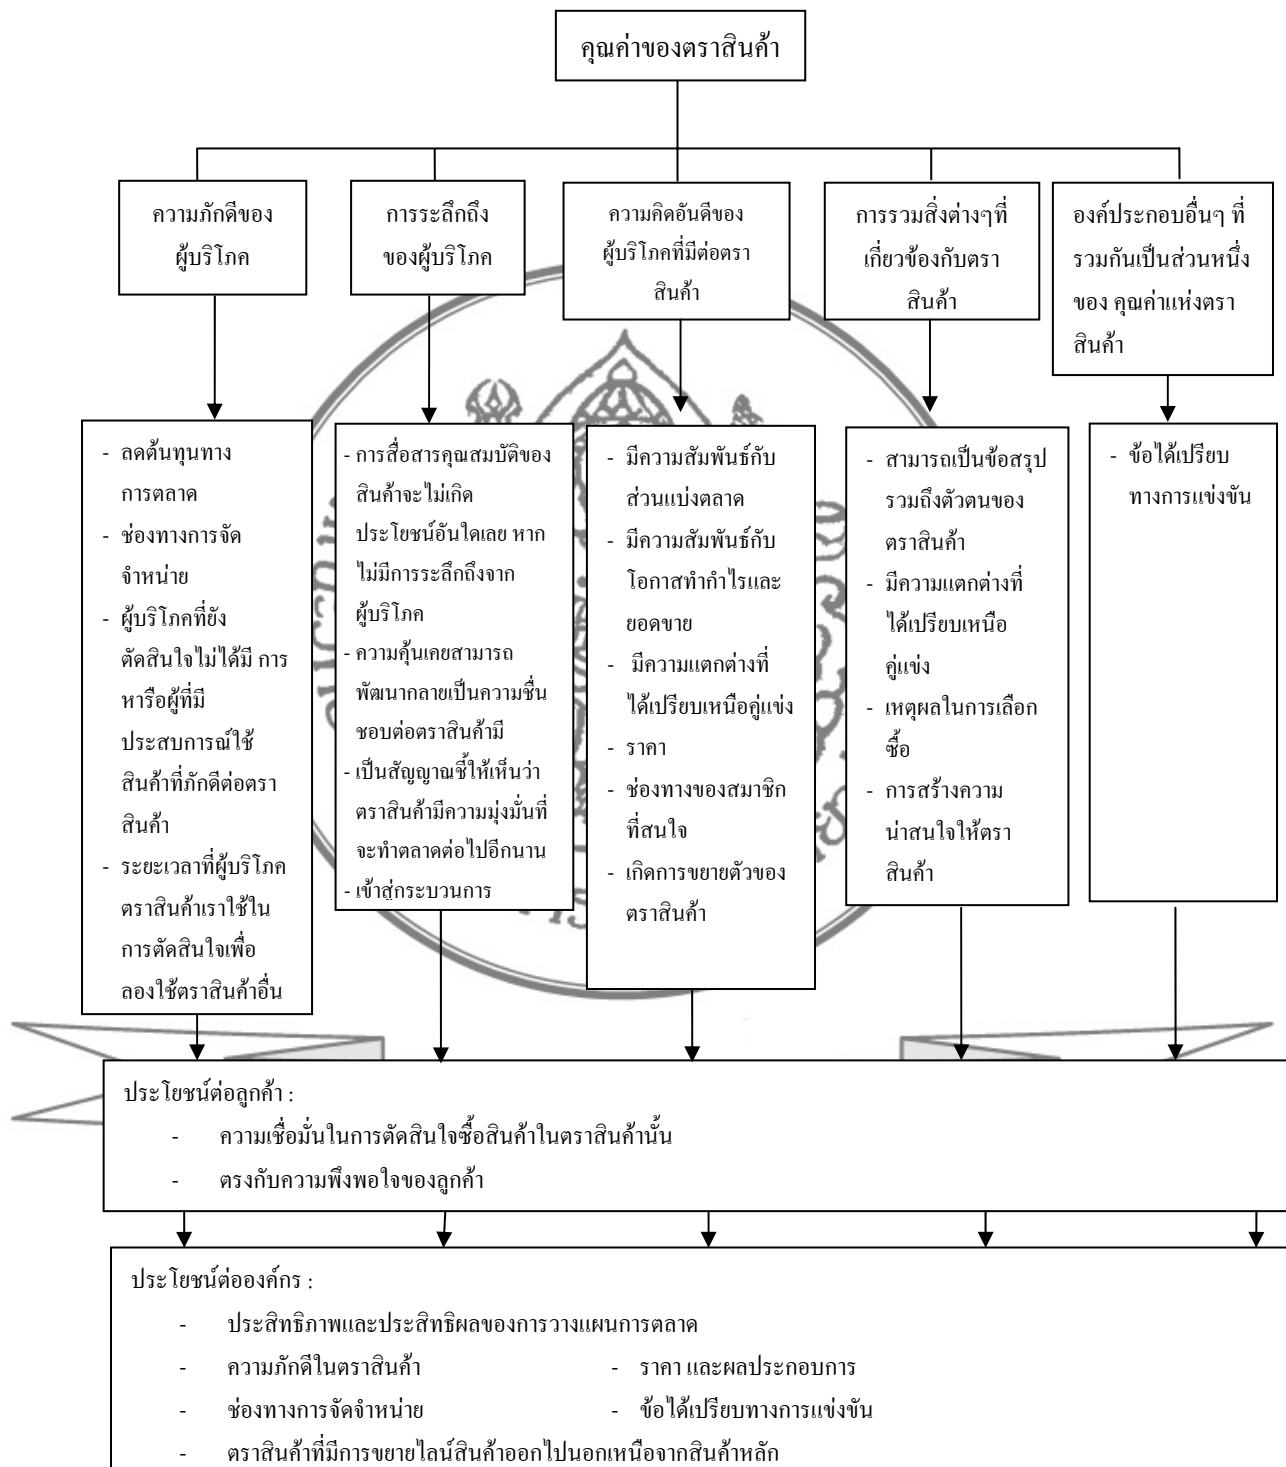 คุณค่าของตราสินค้า
ความภักดีของ
ผู้บริโภค
การระลึกถึง
ของผู้บริโภค
ความคิดอันดีของ
ผู้บริโภคที่มีต่อตรา
สินค้า
การรวมสิ่งต่างๆที่
เกี่ยวข้องกับตรา
สินค้า
องค์ประกอบอื่นๆ ที่
รวมกันเป็นส่วนหนึ่ง
ของ คุณค่าแห่งตรา
สินค้า
- ลดต้นทุนทาง
การตลาด
- ช่องทางการจัด
จำหน่าย
- ผู้บริโภคที่ยัง
ตัดสินใจไม่ได้มี การ
หารือผู้ที่มี
ประสบการณ์ใช้
สินค้าที่ภักดีต่อตรา
สินค้า
- ระยะเวลาที่ผู้บริโภค
ตราสินค้าเราใช้ใน
การตัดสินใจเพื่อ
ลองใช้ตราสินค้าอื่น
- การสื่อสารคุณสมบัติของ
สินค้าจะไม่เกิด
ประโยชน์อันใดเลย หาก
ไม่มีการระลึกถึงจาก
ผู้บริโภค
- ความคุ้นเคยสามารถ
พัฒนากลายเป็นความชื่น
ชอบต่อตราสินค้ามี
- เป็นสัญญาณชี้ให้เห็นว่า
ตราสินค้ามีความมุ่งมั่นที่
จะทำตลาดต่อไปอีกนาน
- เข้าสู่กระบวนการ
- มีความสัมพันธ์กับ
ส่วนแบ่งตลาด
- มีความสัมพันธ์กับ
โอกาสทำกำไรและ
ยอดขาย
- มีความแตกต่างที่
ได้เปรียบเหนือคู่แข่ง
- ราคา
- ช่องทางของสมาชิก
ที่สนใจ
- เกิดการขยายตัวของ
ตราสินค้า
- สามารถเป็นข้อสรุป
รวมถึงตัวตนของ
ตราสินค้า
- มีความแตกต่างที่
ได้เปรียบเหนือ
คู่แข่ง
- เหตุผลในการเลือก
ซื้อ
- การสร้างความ
น่าสนใจให้ตรา
สินค้า
- ข้อได้เปรียบ
ทางการแข่งขัน
ประโยชน์ต่อลูกค้า :
- ความเชื่อมั่นในการตัดสินใจซื้อสินค้าในตราสินค้านั้น
- ตรงกับความพึงพอใจของลูกค้า
ประโยชน์ต่อองค์กร :
- ประสิทธิภาพและประสิทธิผลของการวางแผนการตลาด
- ความภักดีในตราสินค้า - ราคา และผลประกอบการ
- ช่องทางการจัดจำหน่าย - ข้อได้เปรียบทางการแข่งขัน
- ตราสินค้าที่มีการขยายไลน์สินค้าออกไปนอกเหนือจากสินค้าหลัก